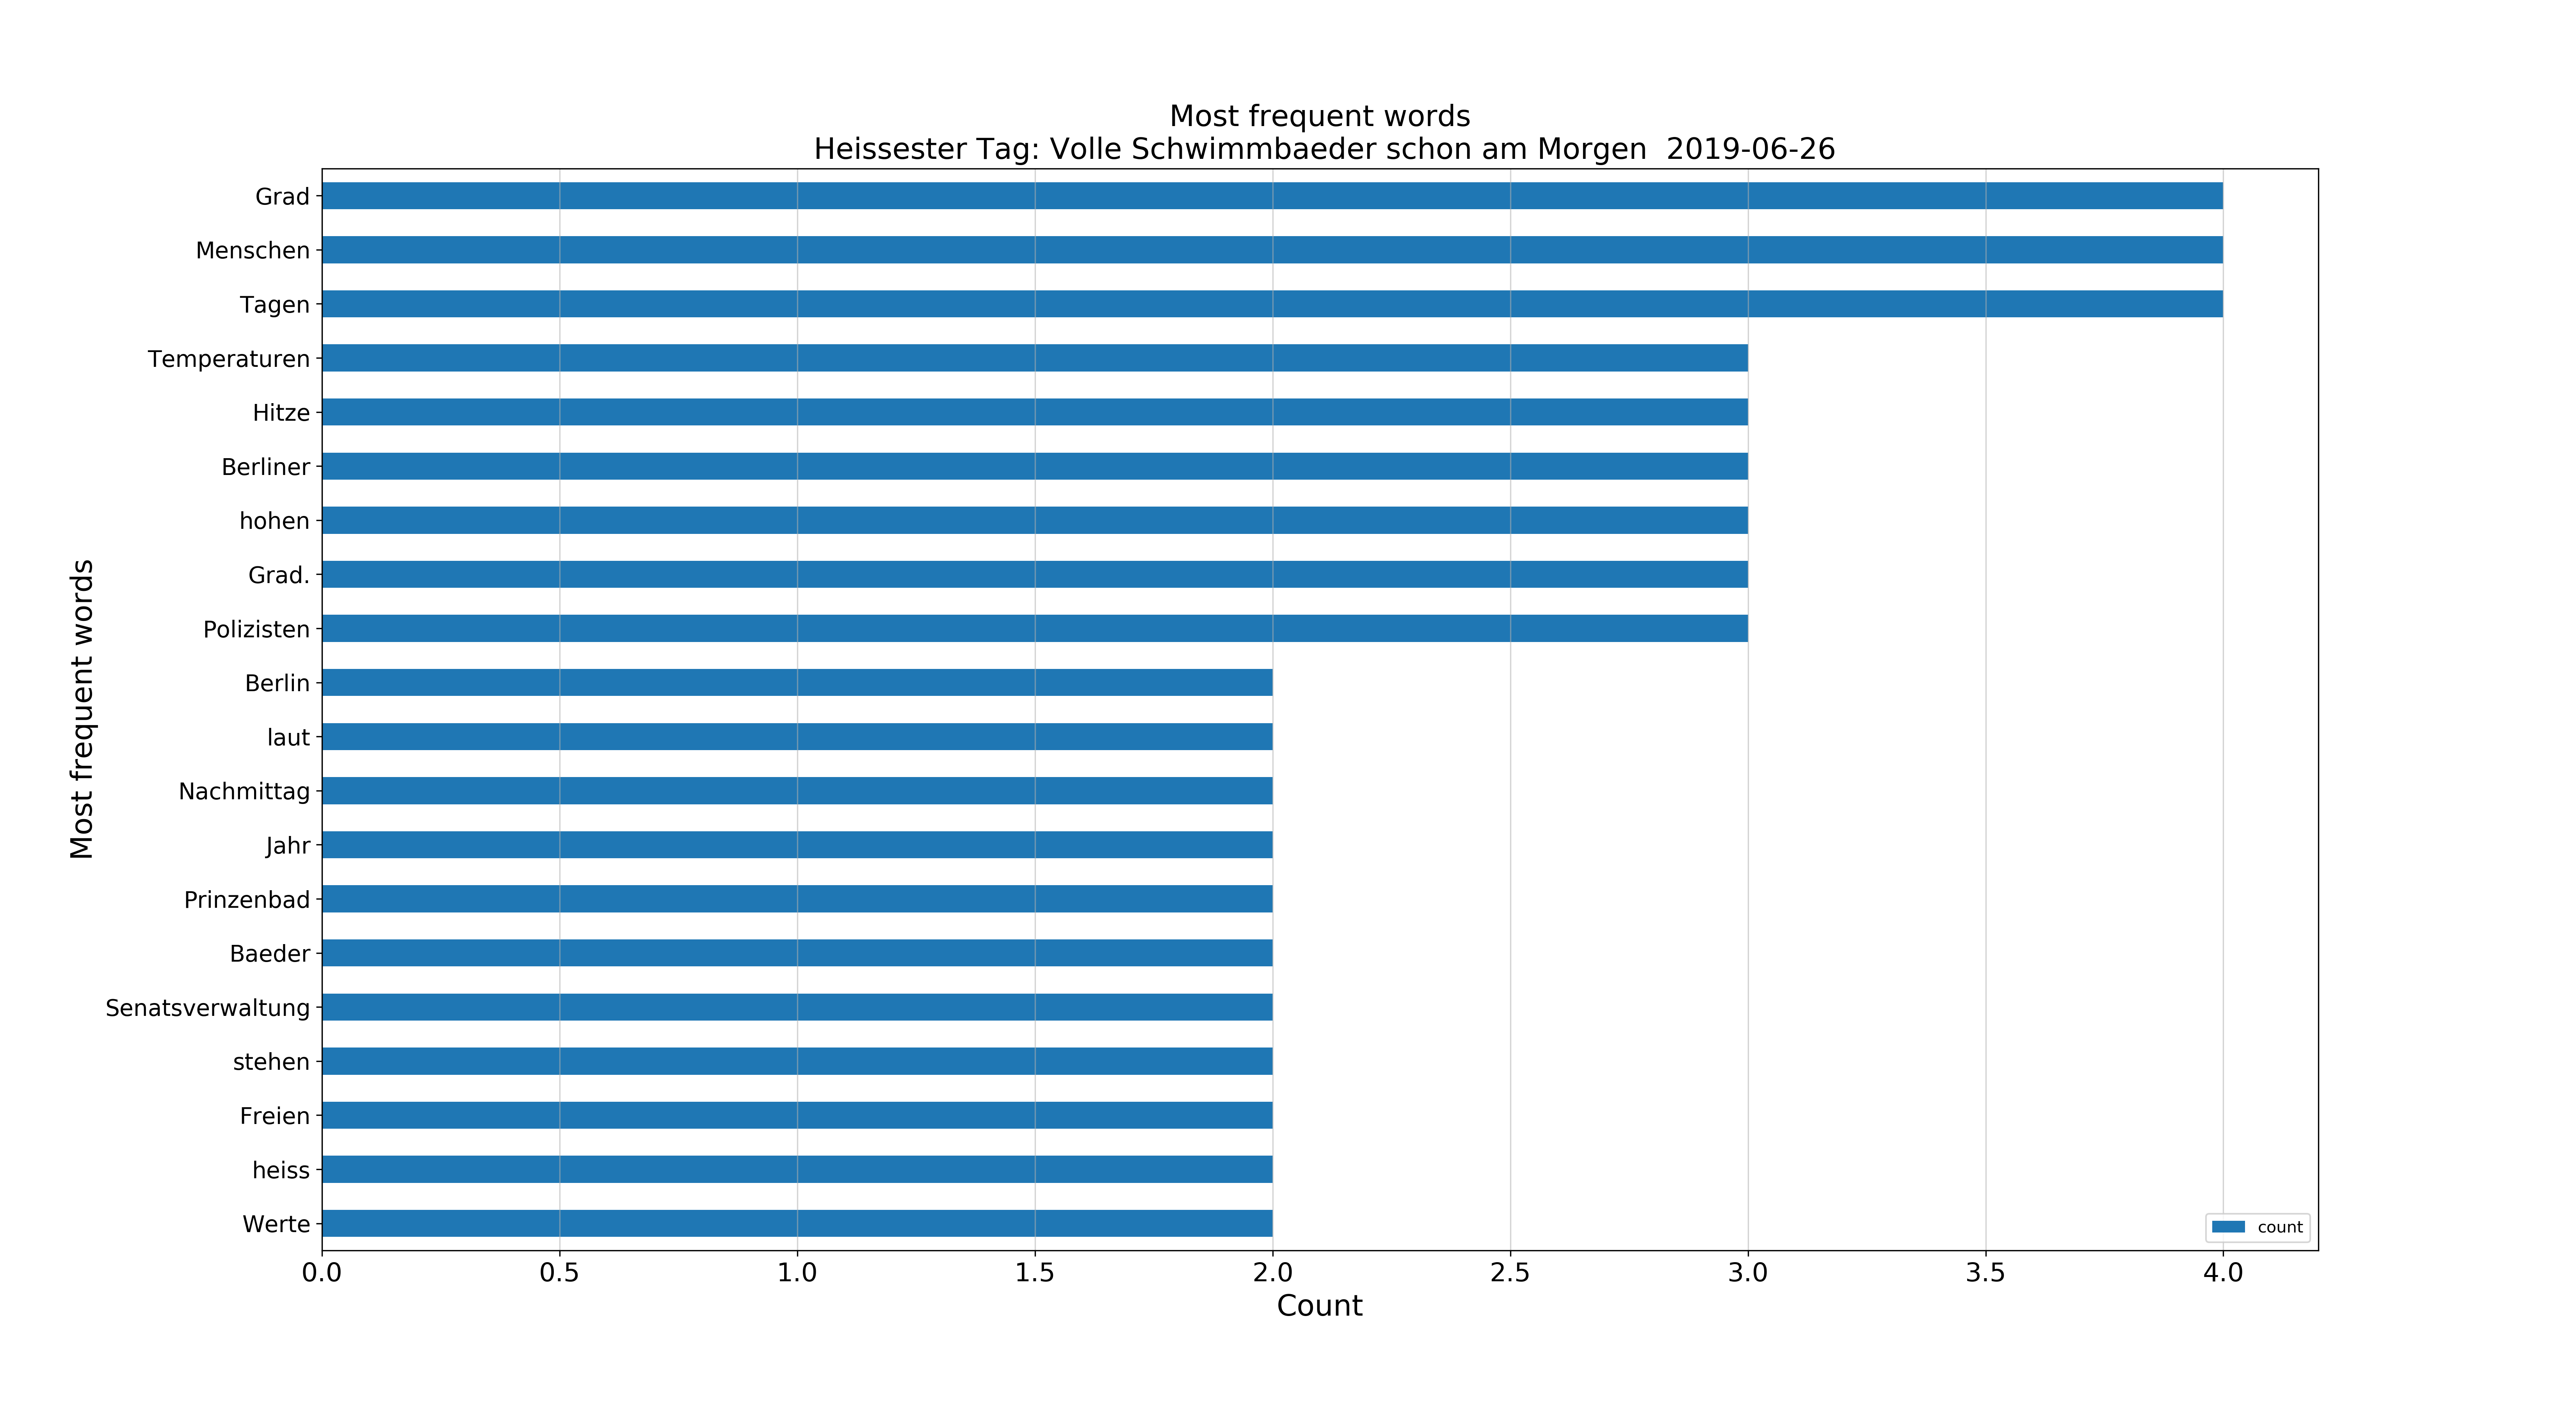 Most frequent words
Heissester Tag: Volle Schwimmbaeder schon am Morgen  2019-06-26
Most frequent words
Grad
Menschen
Tagen
Temperaturen
Hitze
Berliner
hohen
Grad.
Polizisten
Berlin
laut
Nachmittag
Jahr
Prinzenbad
Baeder
Senatsverwaltung
stehen
Freien
heiss
Werte
count
0.0 0.5 1.0 1.5 2.0 2.5 3.0 3.5 4.0
Count